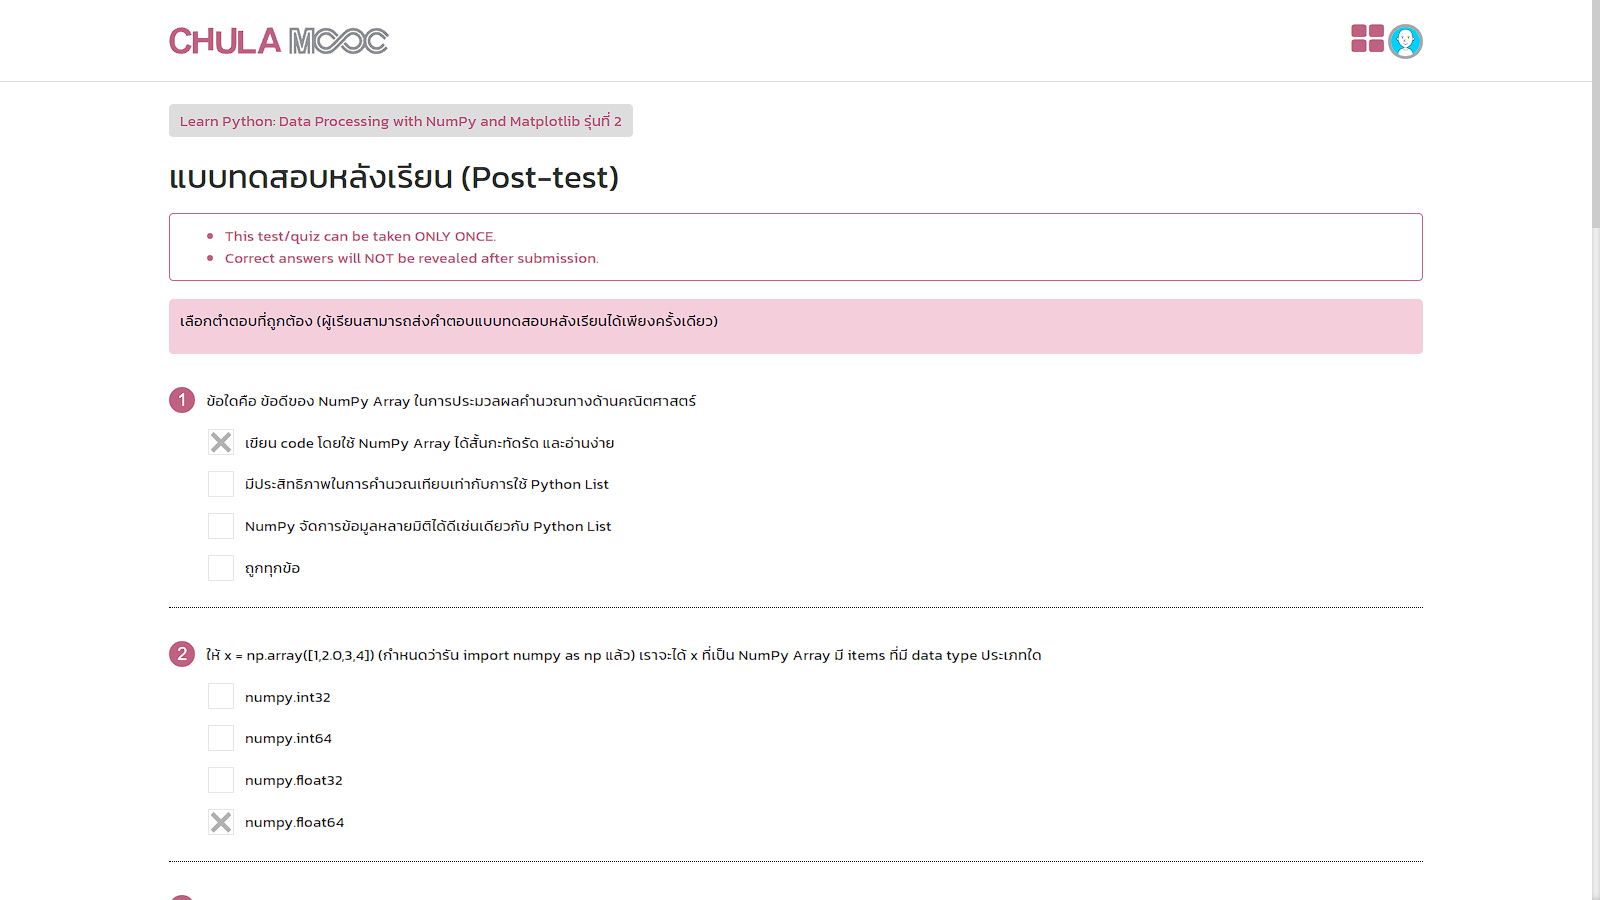 CHULA MOOC
Learn Python: Data Processing with NumPy and Matplotlib รุ่นที่ 2
แบบทดสอบหลังเรียน (Post-test)
This test/quiz can be taken ONLY ONCE.
Correct answers will NOT be revealed after submission.
เลือกตำตอบที่ถูกต้อง (ผู้เรียนสามารถส่งคำตอบแบบทดสอบหลังเรียนได้เพียงครั้งเดียว)
1 ข้อใดคือ ข้อดีของ NumPy Array ในการประมวลผลคำนวณทางด้านคณิตศาสตร์
เขียน code โดยใช้ NumPy Array ได้สั้นกะทัดรัด และอ่านง่าย
มีประสิทธิภาพในการคำนวณเทียบเท่ากับการใช้ Python List
NumPy จัดการข้อมูลหลายมิติได้ดีเช่นเดียวกับ Python List
ถูกทุกข้อ
2 ให้ x = np.array([1,2.0,3,4]) (กำหนดว่ารัน import numpy as np แล้ว) เราจะได้ x ที่เป็น NumPy Array มี items ที่มี data type ประเภทใด
numpy.int32
numpy.int64
numpy.float32
numpy.float64